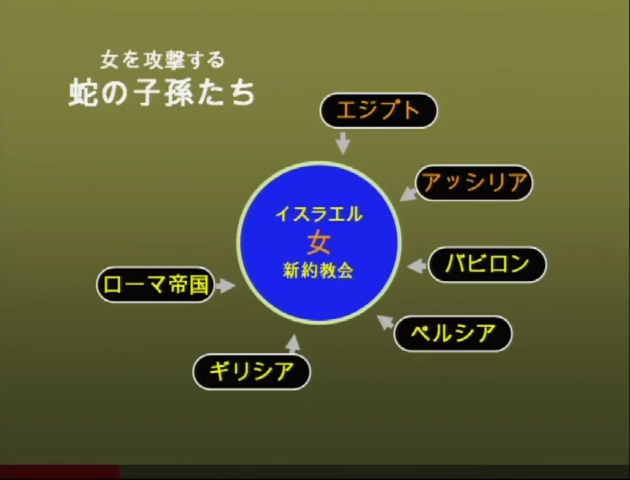 女を攻撃する
蛇の子孫たち
エジプト
アッシリア
イスラエル
女
新約教会
バビロン
ローマ帝国
ペルシア
ギリシア